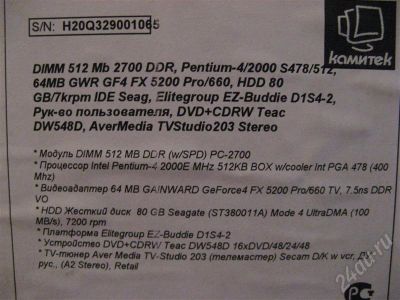 S/N: H20Q329001065
камитек
DIMM 512 Mb 2700 DDR, Pentium-4/2000 S478/512,
64MB GWR GF4 FX 5200 Pro/660, HDD 80
GB/7krpm IDE Seag, Elitegroup EZ-Buddie D1S4-2,
Рук-во пользователя, DVD+CDRW Teac
DW548D, AverMedia TVStudio203 Stereo
* Модуль DIMM 512 MB DDR (w/SPD) PC-2700
* Процессор Intel Pentium-4 2000E MHz 512KB BOX w/cooler Int PGA 478 (400
MHz)
* Видеоадаптер 64 MB GAINWARD GeForce4 FX 5200 Pro/660 TV, 7.5ns DDR
VO
* HDD Жесткий диск 80 GB Seagate (ST380011A) Mode 4 UltraDMA (100
MB/s), 7200 rpm
* Платформа Elitegroup EZ-Buddie D1S4-2
* Устройство DVD+CDRW Teac DW548D 16xDVD/48/24/48
* TV-тюнер Aver Media TV-Studio 203 (телемастер) Secam D/K w vcr, ДУ
рус., (A2 Stereo), Retail
24au.ru